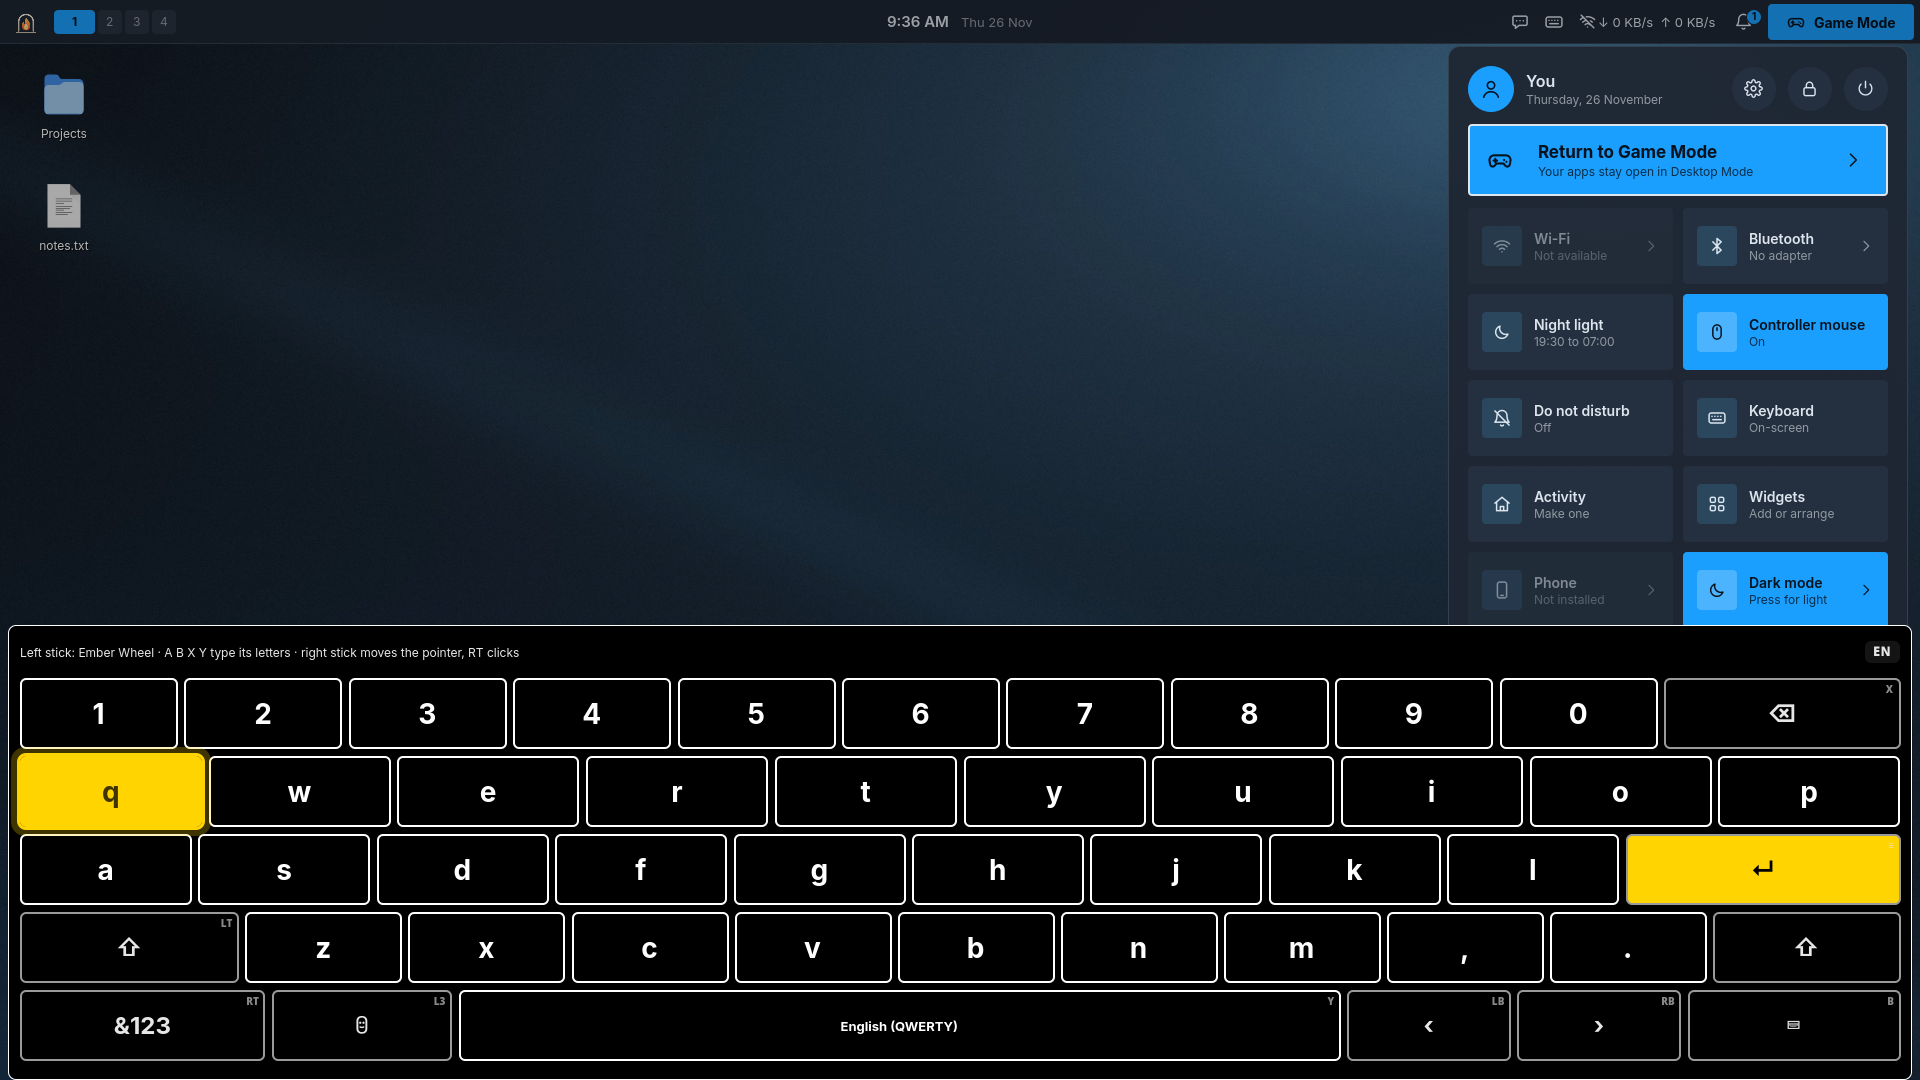 1 2 3 4
9:36 AM Thu 26 Nov
↓ 0 KB/s ↑ 0 KB/s
1
Game Mode
Projects
notes.txt
You
Thursday, 26 November
Return to Game Mode
Your apps stay open in Desktop Mode
Wi-Fi
Not available
Bluetooth
No adapter
Night light
19:30 to 07:00
Controller mouse
On
Do not disturb
Off
Keyboard
On-screen
Activity
Make one
Widgets
Add or arrange
Phone
Not installed
Dark mode
Press for light
Left stick: Ember Wheel · A B X Y type its letters · right stick moves the pointer, RT clicks
EN
1 2 3 4 5 6 7 8 9 0 X
q w e r t y u i o p
a s d f g h j k l
LT z x c v b n m , .
&123 RT L3 English (QWERTY) Y ‹ LB › RB B